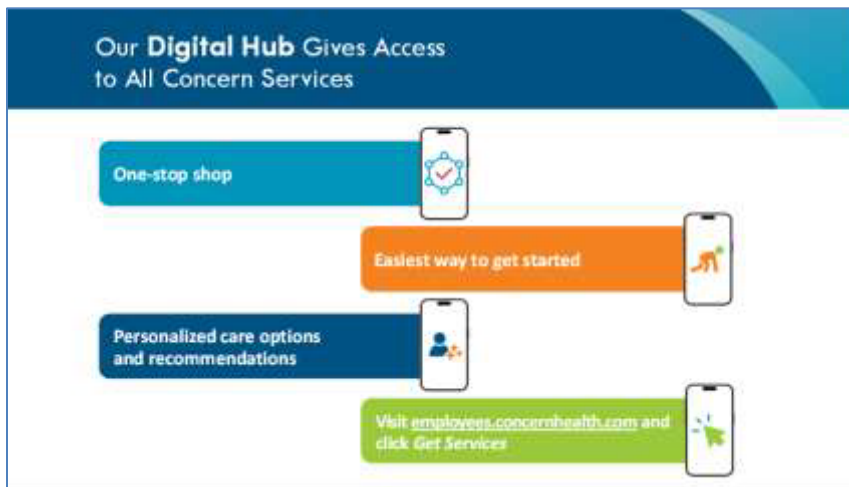 Our Digital Hub Gives Access
to All Concern Services
One-stop shop
Easiest way to get started
Personalized care options
and recommendations
Visit employees.concernhealth.com and
click Get Services